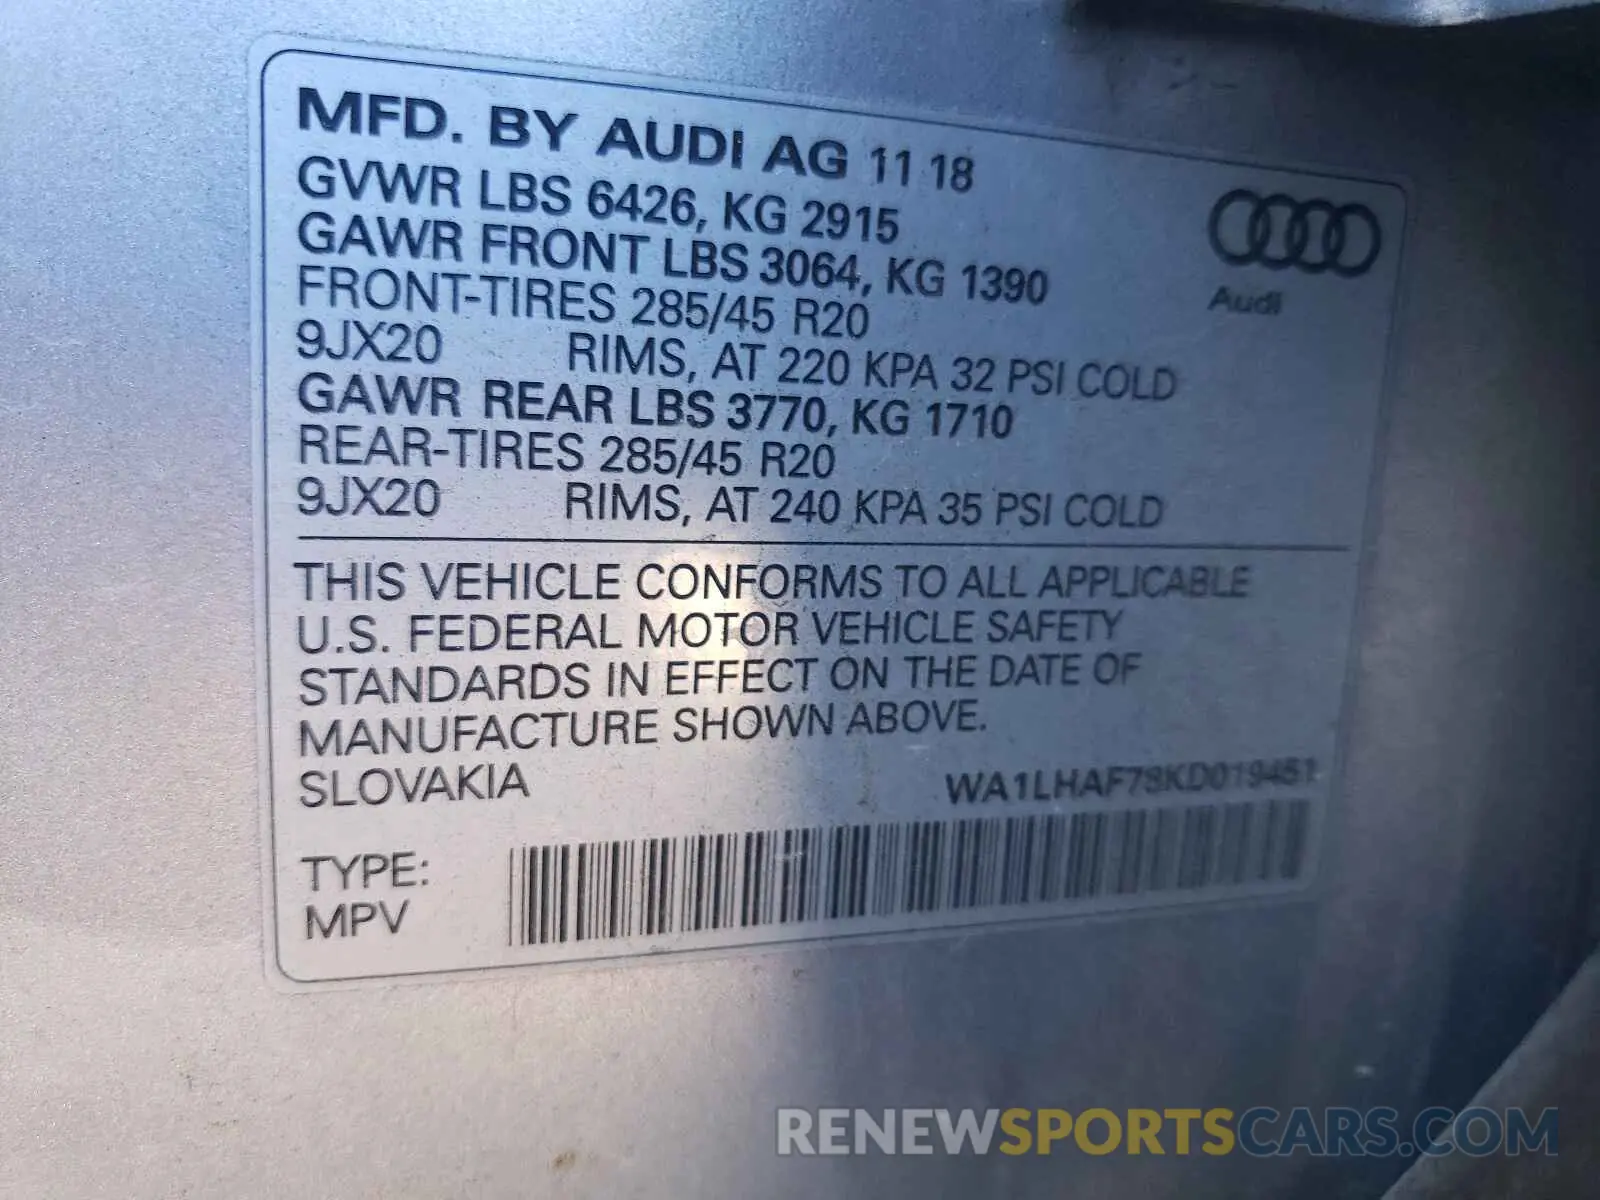 MFD. BY AUDI AG 11 18
GVWR LBS 6426, KG 2915
GAWR FRONT LBS 3064, KG 1390
FRONT-TIRES 285/45 R20
9JX20 RIMS, AT 220 KPA 32 PSI COLD
GAWR REAR LBS 3770, KG 1710
REAR-TIRES 285/45 R20
9JX20 RIMS, AT 240 KPA 35 PSI COLD
Audi
THIS VEHICLE CONFORMS TO ALL APPLICABLE
U.S. FEDERAL MOTOR VEHICLE SAFETY
STANDARDS IN EFFECT ON THE DATE OF
MANUFACTURE SHOWN ABOVE.
SLOVAKIA WA1LHAF78KD019451
TYPE:
MPV
RENEWSPORTSCARS.COM